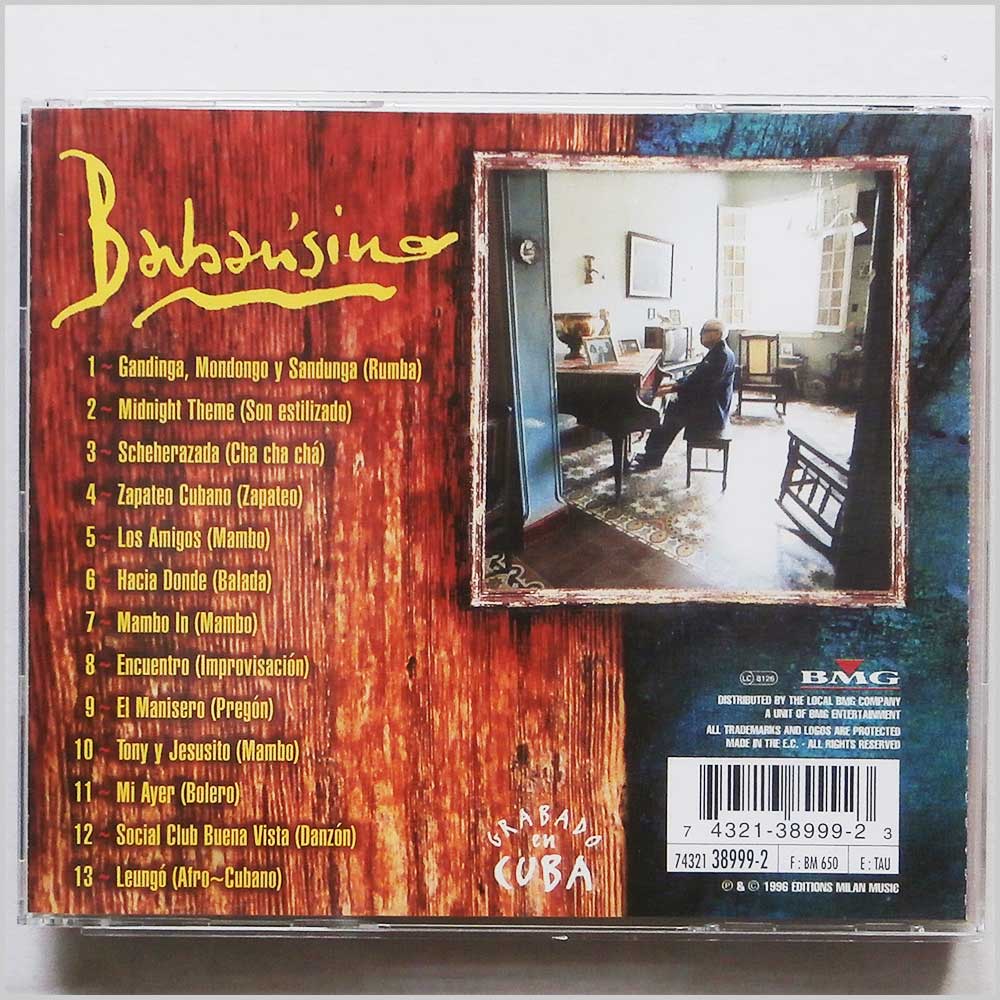 Barbarísimo
1 ~ Gandinga, Mondongo y Sandunga (Rumba)
2 ~ Midnight Theme (Son estilizado)
3 ~ Scheherazada (Cha cha chá)
4 ~ Zapateo Cubano (Zapateo)
5 ~ Los Amigos (Mambo)
6 ~ Hacia Donde (Balada)
7 ~ Mambo In (Mambo)
8 ~ Encuentro (Improvisación)
9 ~ El Manisero (Pregón)
10 ~ Tony y Jesusito (Mambo)
11 ~ Mi Ayer (Bolero)
12 ~ Social Club Buena Vista (Danzón)
13 ~ Leungó (Afro~Cubano)
GRABADO
en
CUBA
LC 8126
BMG
DISTRIBUTED BY THE LOCAL BMG COMPANY
A UNIT OF BMG ENTERTAINMENT
ALL TRADEMARKS AND LOGOS ARE PROTECTED
MADE IN THE E.C. - ALL RIGHTS RESERVED
7 4321-38999-2 3
74321 38999-2 F : BM 650 E : TAU
℗ & © 1996 EDITIONS MILAN MUSIC